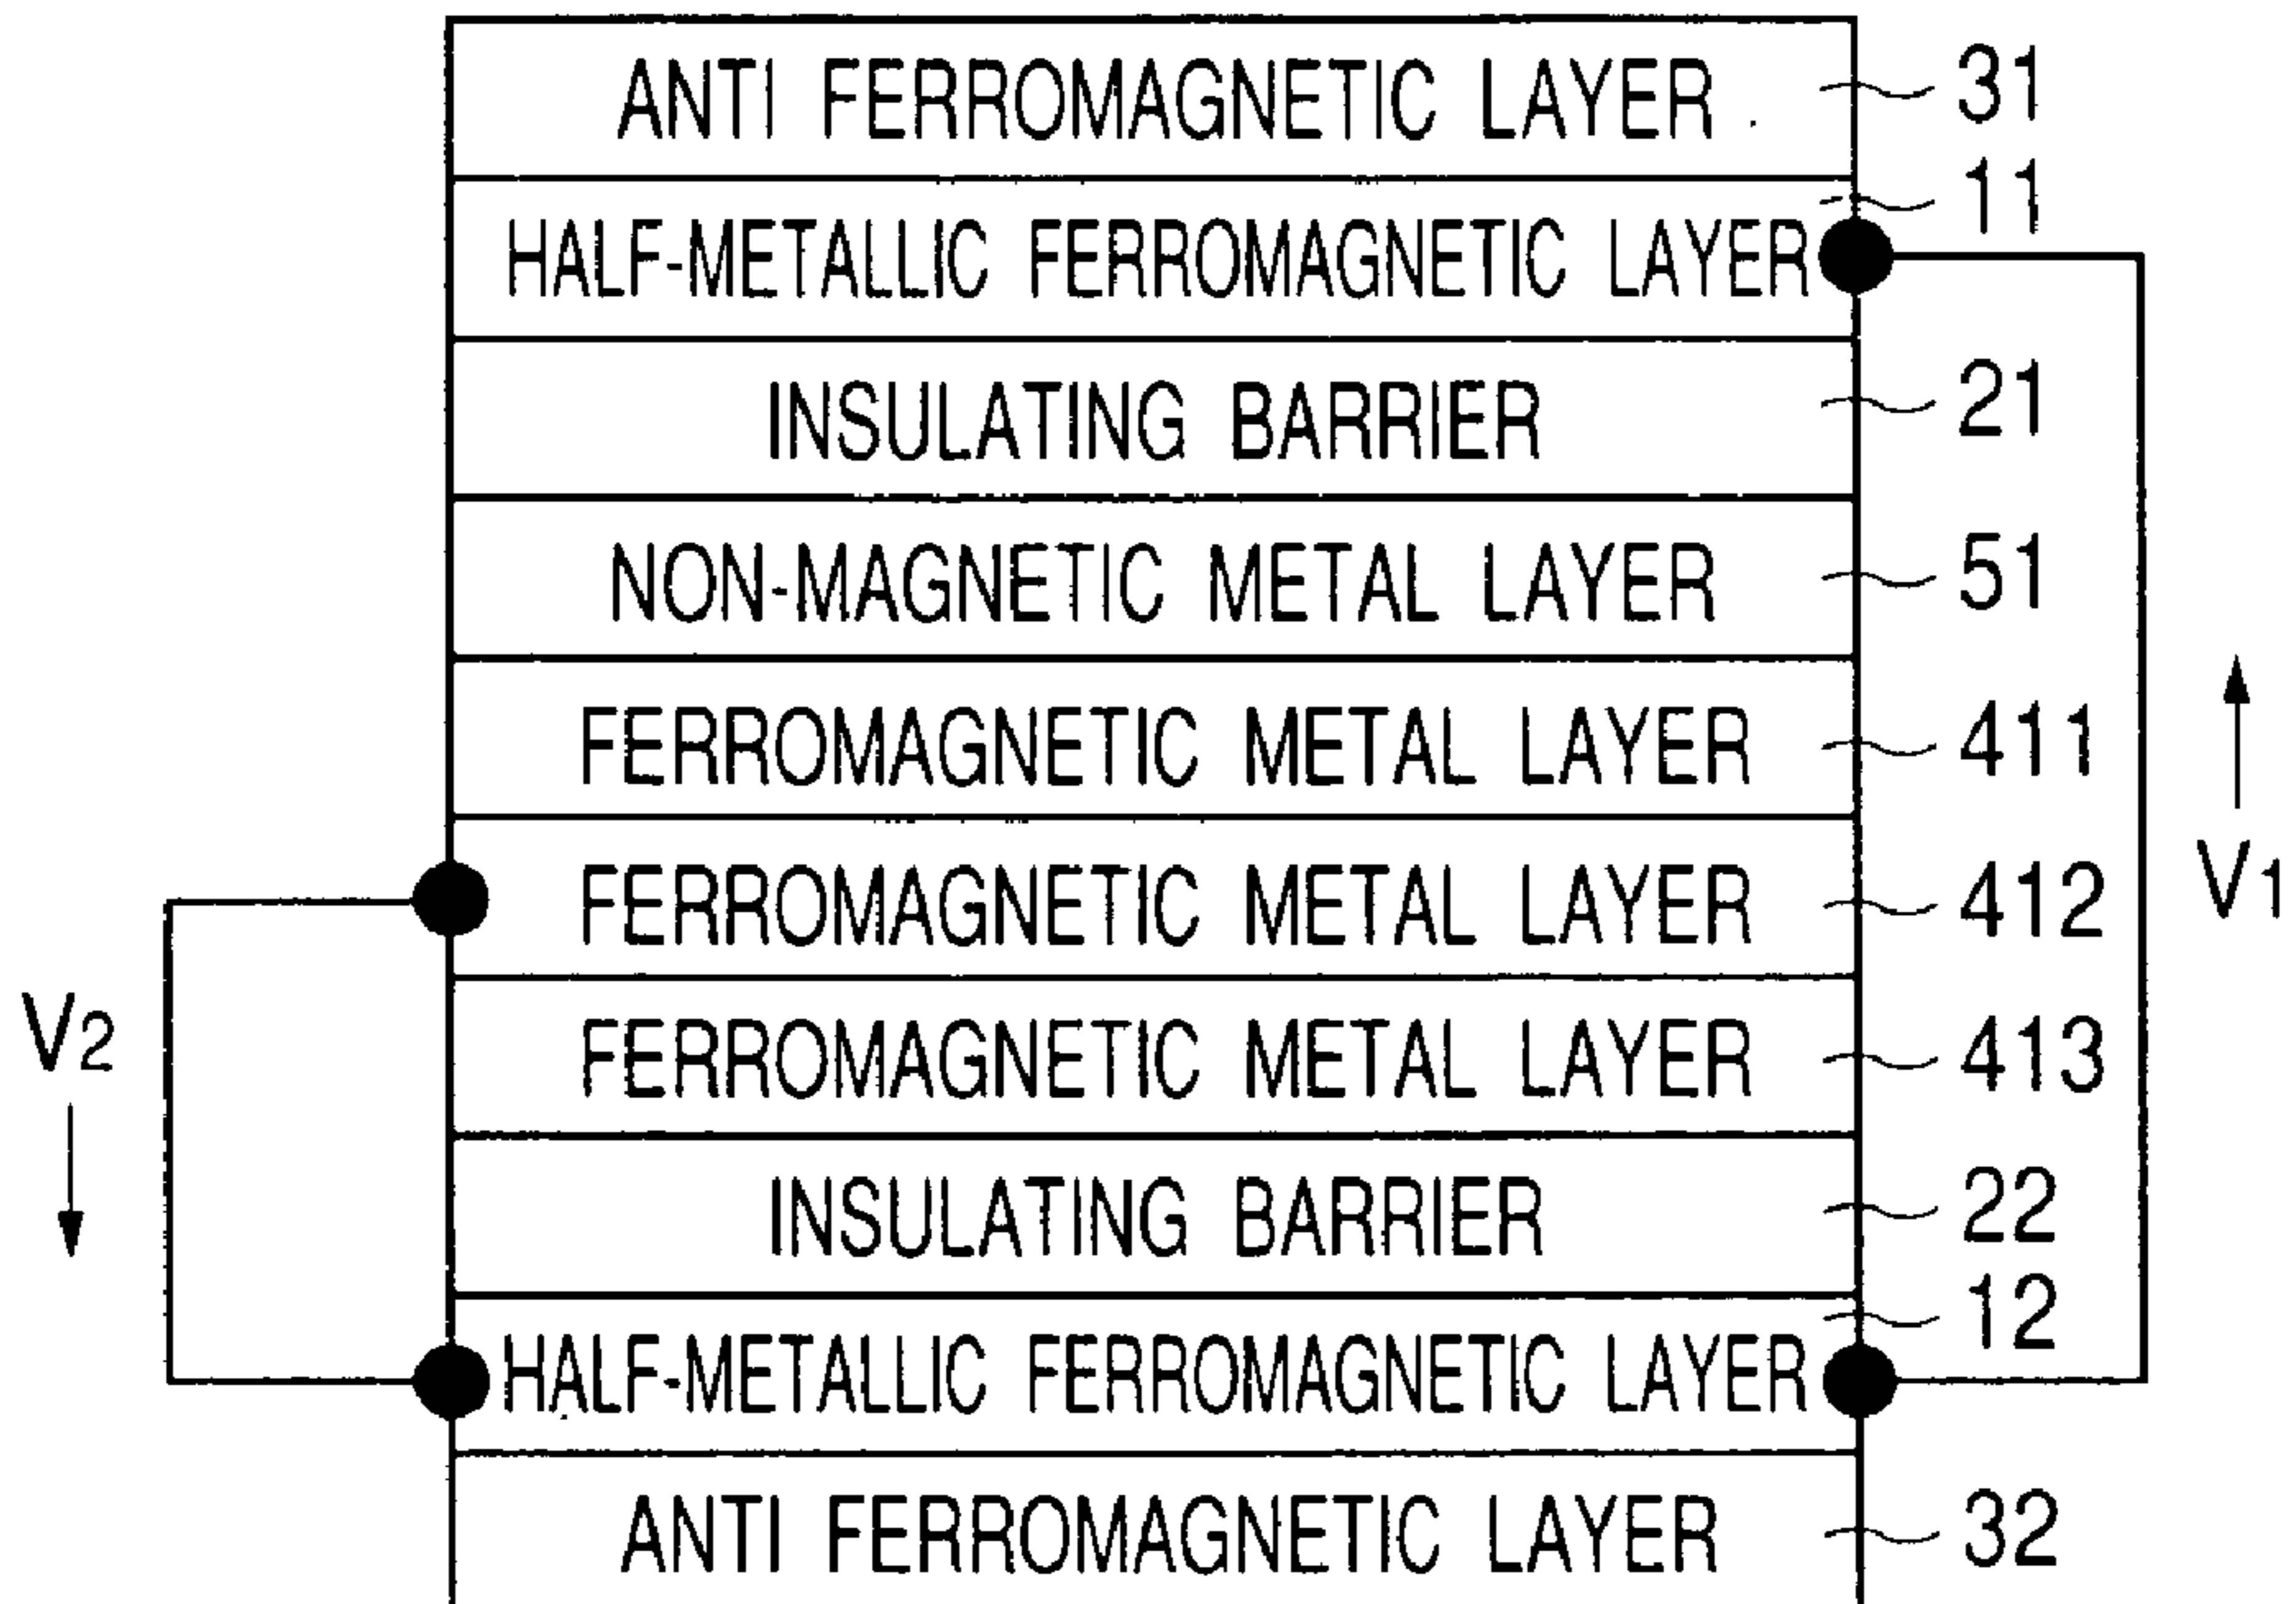 ANTI FERROMAGNETIC LAYER 31
11
HALF-METALLIC FERROMAGNETIC LAYER
INSULATING BARRIER 21
NON-MAGNETIC METAL LAYER 51
FERROMAGNETIC METAL LAYER 411
FERROMAGNETIC METAL LAYER 412
V1
FERROMAGNETIC METAL LAYER 413
V2
INSULATING BARRIER 22
12
HALF-METALLIC FERROMAGNETIC LAYER
ANTI FERROMAGNETIC LAYER 32